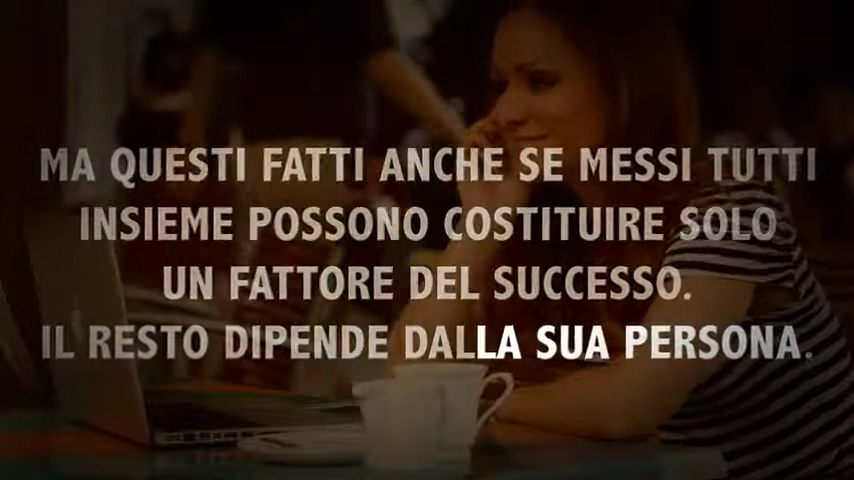 MA QUESTI FATTI ANCHE SE MESSI TUTTI
INSIEME POSSONO COSTITUIRE SOLO
UN FATTORE DEL SUCCESSO.
IL RESTO DIPENDE DALLA SUA PERSONA.